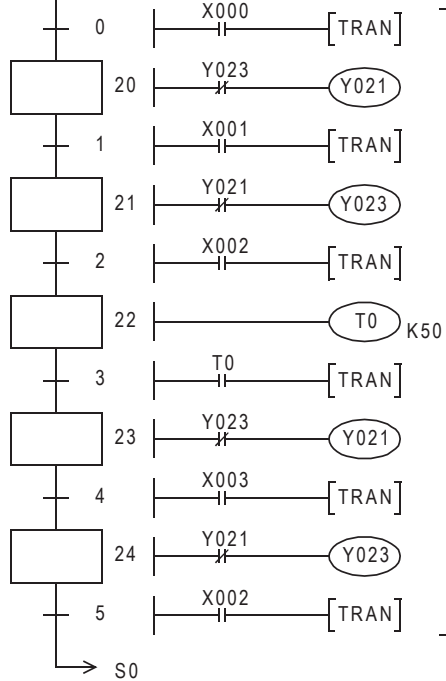 X000
0 TRAN
Y023
20 Y021
X001
1 TRAN
Y021
21 Y023
X002
2 TRAN
22 T0 K50
T0
3 TRAN
Y023
23 Y021
X003
4 TRAN
Y021
24 Y023
X002
5 TRAN
S0